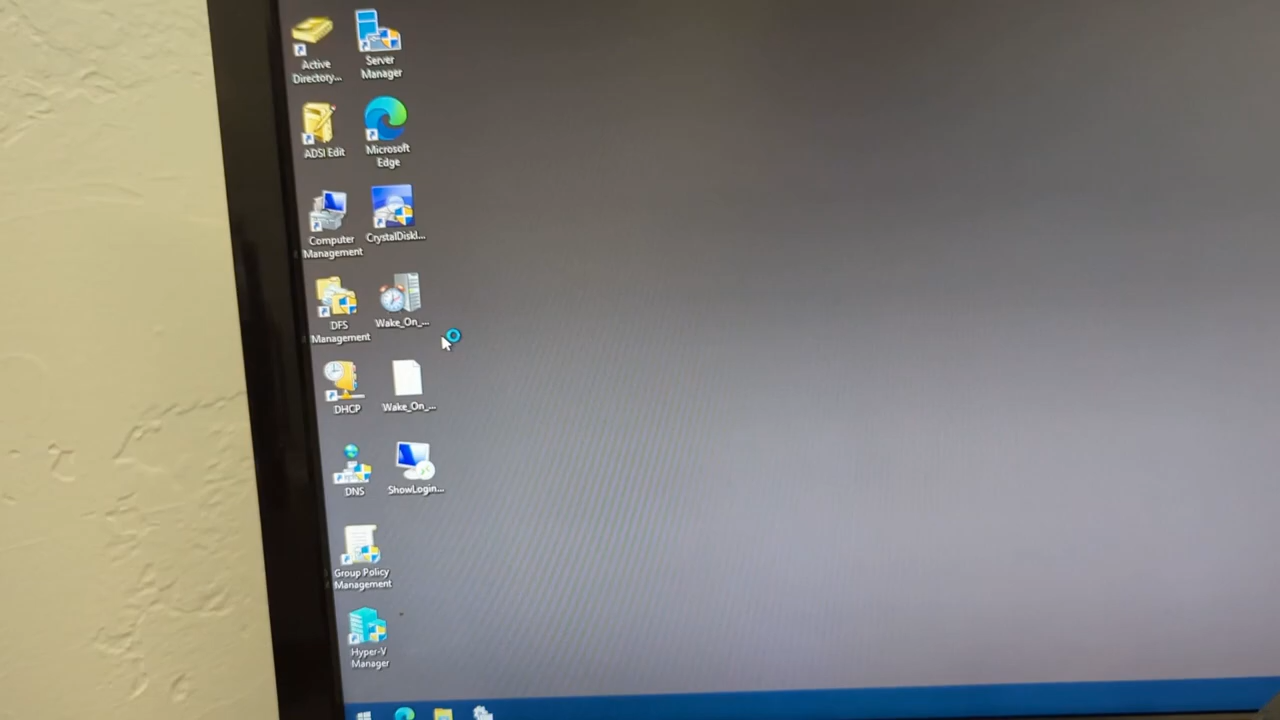 Active
Directory...
Server
Manager
ADSI Edit
Microsoft
Edge
Computer
Management
CrystalDiskI...
DFS
Management
Wake_On_...
DHCP
Wake_On_...
DNS
ShowLogin...
Group Policy
Management
Hyper-V
Manager